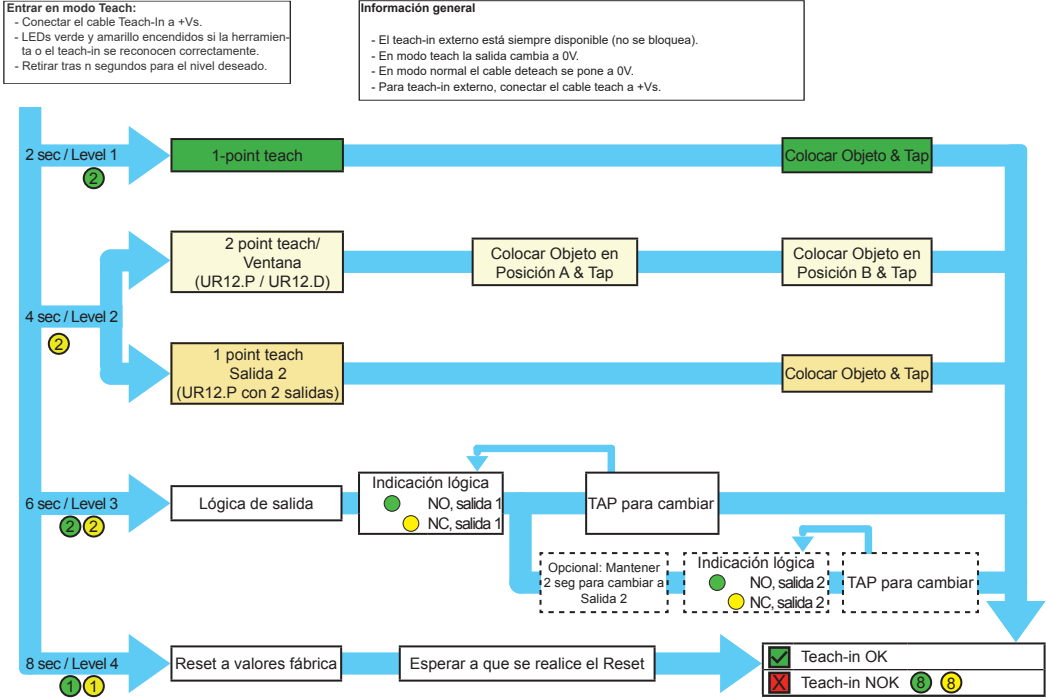 Entrar en modo Teach:
- Conectar el cable Teach-In a +Vs.
- LEDs verde y amarillo encendidos si la herramien-
ta o el teach-in se reconocen correctamente.
- Retirar tras n segundos para el nivel deseado.
Información general
- El teach-in externo está siempre disponible (no se bloquea).
- En modo teach la salida cambia a 0V.
- En modo normal el cable deteach se pone a 0V.
- Para teach-in externo, conectar el cable teach a +Vs.
2 sec / Level 1
2
1-point teach
Colocar Objeto & Tap
4 sec / Level 2
2
2 point teach/
Ventana
(UR12.P / UR12.D)
Colocar Objeto en
Posición A & Tap
Colocar Objeto en
Posición B & Tap
1 point teach
Salida 2
(UR12.P con 2 salidas)
Colocar Objeto & Tap
6 sec / Level 3
2 2
Lógica de salida
Indicación lógica
NO, salida 1
NC, salida 1
TAP para cambiar
Opcional: Mantener
2 seg para cambiar a
Salida 2
Indicación lógica
NO, salida 2
NC, salida 2
TAP para cambiar
8 sec / Level 4
1 1
Reset a valores fábrica
Esperar a que se realice el Reset
Teach-in OK
Teach-in NOK 8 8